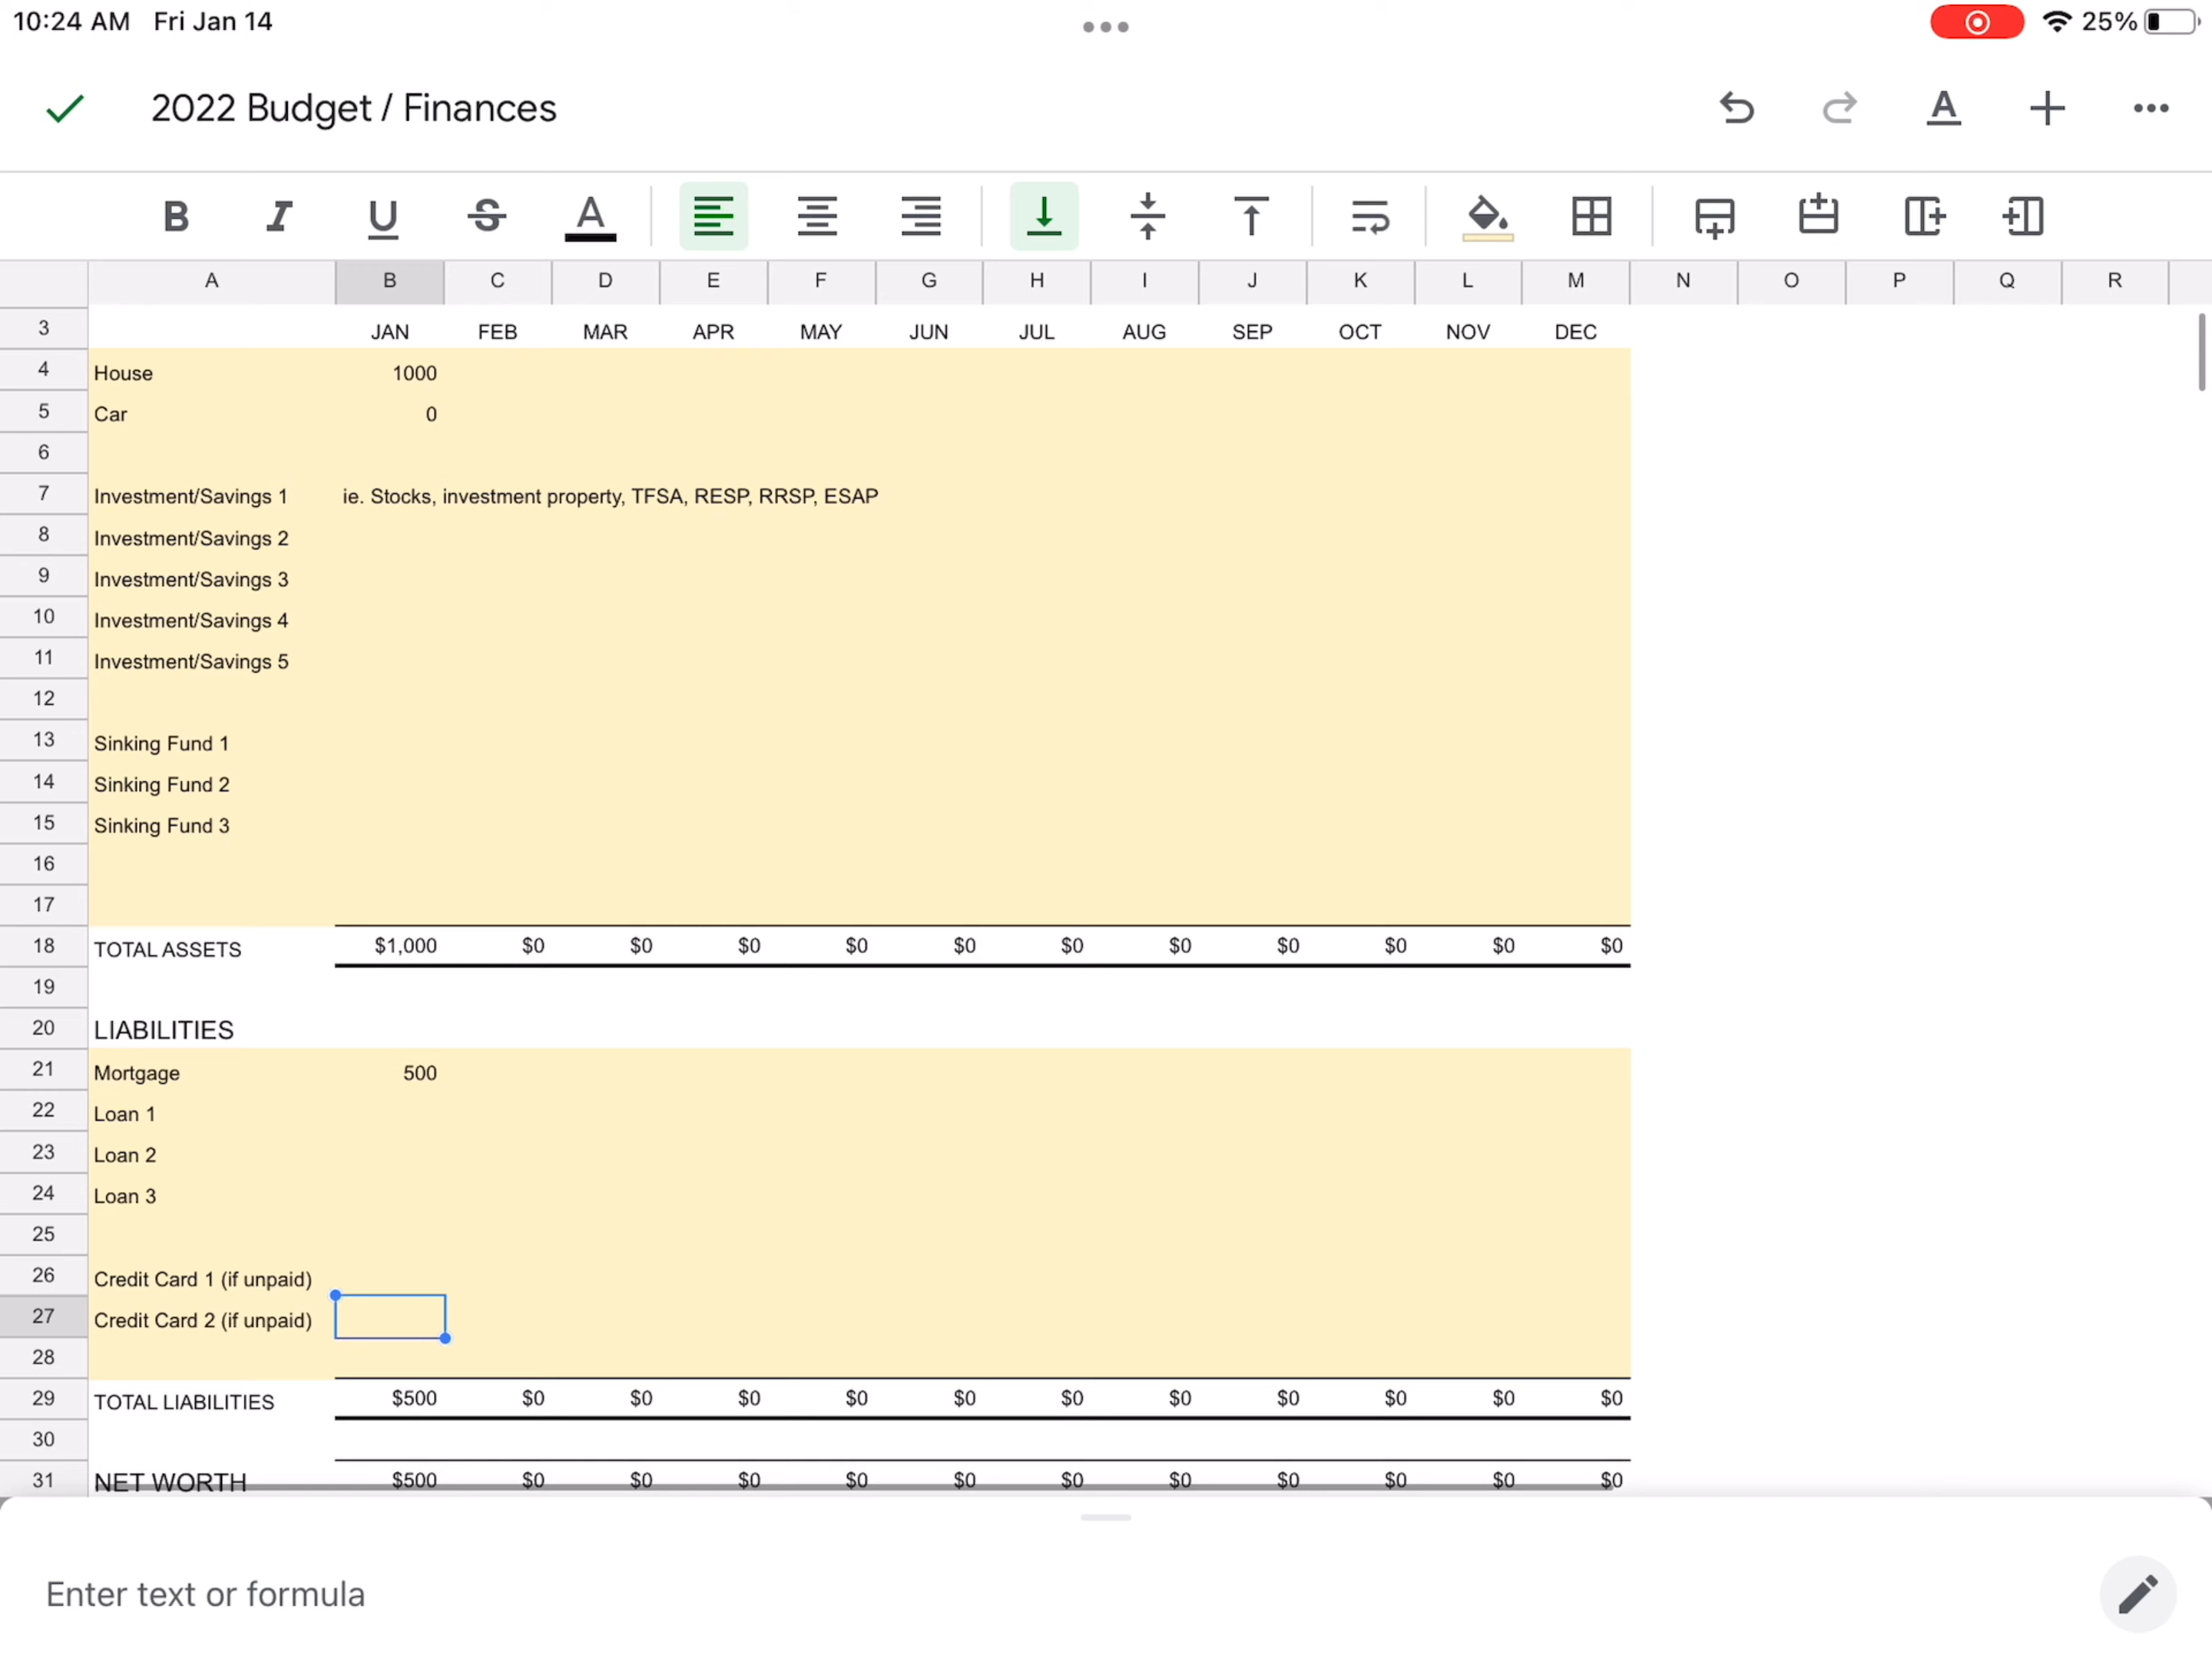 10:24 AM Fri Jan 14 25%
2022 Budget / Finances A
B I U S A
A B C D E F G H I J K L M N O P Q R
3 JAN FEB MAR APR MAY JUN JUL AUG SEP OCT NOV DEC
4 House 1000
5 Car 0
6
7 Investment/Savings 1 ie. Stocks, investment property, TFSA, RESP, RRSP, ESAP
8 Investment/Savings 2
9 Investment/Savings 3
10 Investment/Savings 4
11 Investment/Savings 5
12
13 Sinking Fund 1
14 Sinking Fund 2
15 Sinking Fund 3
16
17
18 TOTAL ASSETS $1,000 $0 $0 $0 $0 $0 $0 $0 $0 $0 $0 $0
19
20 LIABILITIES
21 Mortgage 500
22 Loan 1
23 Loan 2
24 Loan 3
25
26 Credit Card 1 (if unpaid)
27 Credit Card 2 (if unpaid)
28
29 TOTAL LIABILITIES $500 $0 $0 $0 $0 $0 $0 $0 $0 $0 $0 $0
30
31 NET WORTH $500 $0 $0 $0 $0 $0 $0 $0 $0 $0 $0 $0
Enter text or formula